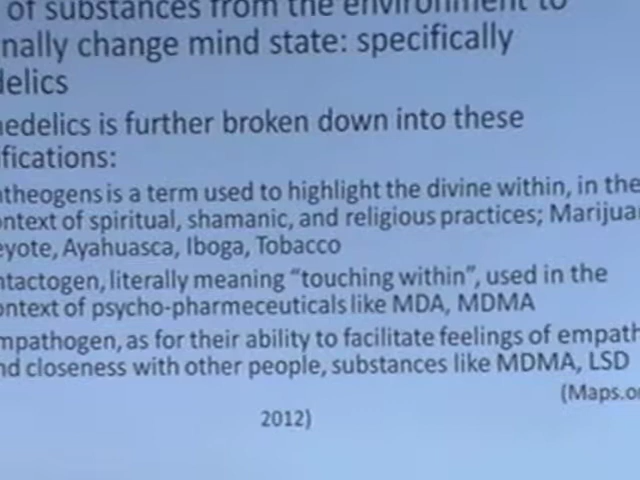 of substances from the environment to
nally change mind state: specifically
delics
hedelics is further broken down into these
ifications:
ntheogens is a term used to highlight the divine within, in the
ontext of spiritual, shamanic, and religious practices; Marijua
eyote, Ayahuasca, Iboga, Tobacco
ntactogen, literally meaning “touching within”, used in the
ontext of psycho-pharmeceuticals like MDA, MDMA
mpathogen, as for their ability to facilitate feelings of empath
nd closeness with other people, substances like MDMA, LSD
(Maps.or
2012)